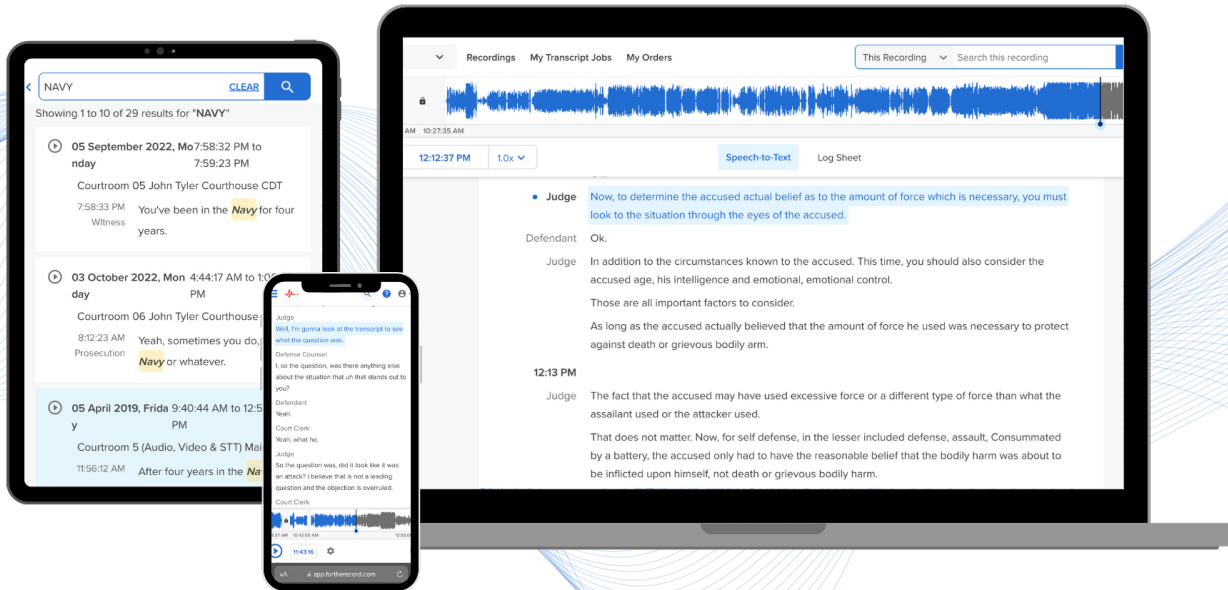 NAVY CLEAR
Showing 1 to 10 of 29 results for "NAVY"
05 September 2022, Mo 7:58:32 PM to
nday 7:59:23 PM
Courtroom 05 John Tyler Courthouse CDT
7:58:33 PM You've been in the Navy for four
Witness years.
03 October 2022, Mon 4:44:17 AM to 1:0
day PM
Courtroom 06 John Tyler Courthouse
8:12:23 AM Yeah, sometimes you do,
Prosecution Navy or whatever.
05 April 2019, Frida 9:40:44 AM to 12:5
y PM
Courtroom 5 (Audio, Video & STT) Mai
11:56:12 AM After four years in the Na
Judge
Well, I'm gonna look at the transcript to see
what the question was.
Defense Counsel
I, so the question, was there anything else
about the situation that uh that stands out to
you?
Defendant
Yeah.
Court Clerk
Yeah, what he.
Judge
So the question was, did it look like it was
an attack? I believe that is not a leading
question and the objection is overruled.
Court Clerk
11:43:16
AA app.fortherecord.com
Recordings My Transcript Jobs My Orders This Recording Search this recording
AM 10:27:35 AM
12:12:37 PM 1.0x Speech-to-Text Log Sheet
Judge Now, to determine the accused actual belief as to the amount of force which is necessary, you must
look to the situation through the eyes of the accused.
Defendant Ok.
Judge In addition to the circumstances known to the accused. This time, you should also consider the
accused age, his intelligence and emotional, emotional control.
Those are all important factors to consider.
As long as the accused actually believed that the amount of force he used was necessary to protect
against death or grievous bodily arm.
12:13 PM
Judge The fact that the accused may have used excessive force or a different type of force than what the
assailant used or the attacker used.
That does not matter. Now, for self defense, in the lesser included defense, assault, Consummated
by a battery, the accused only had to have the reasonable belief that the bodily harm was about to
be inflicted upon himself, not death or grievous bodily harm.